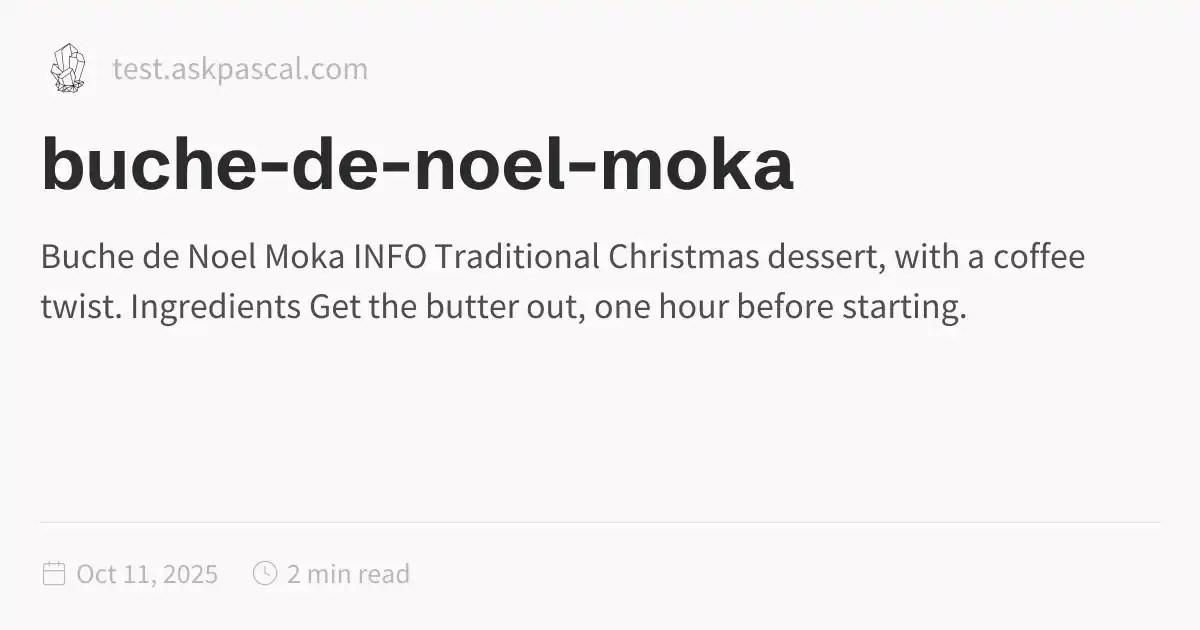 test.askpascal.com
buche-de-noel-moka
Buche de Noel Moka INFO Traditional Christmas dessert, with a coffee
twist. Ingredients Get the butter out, one hour before starting.
Oct 11, 2025 2 min read